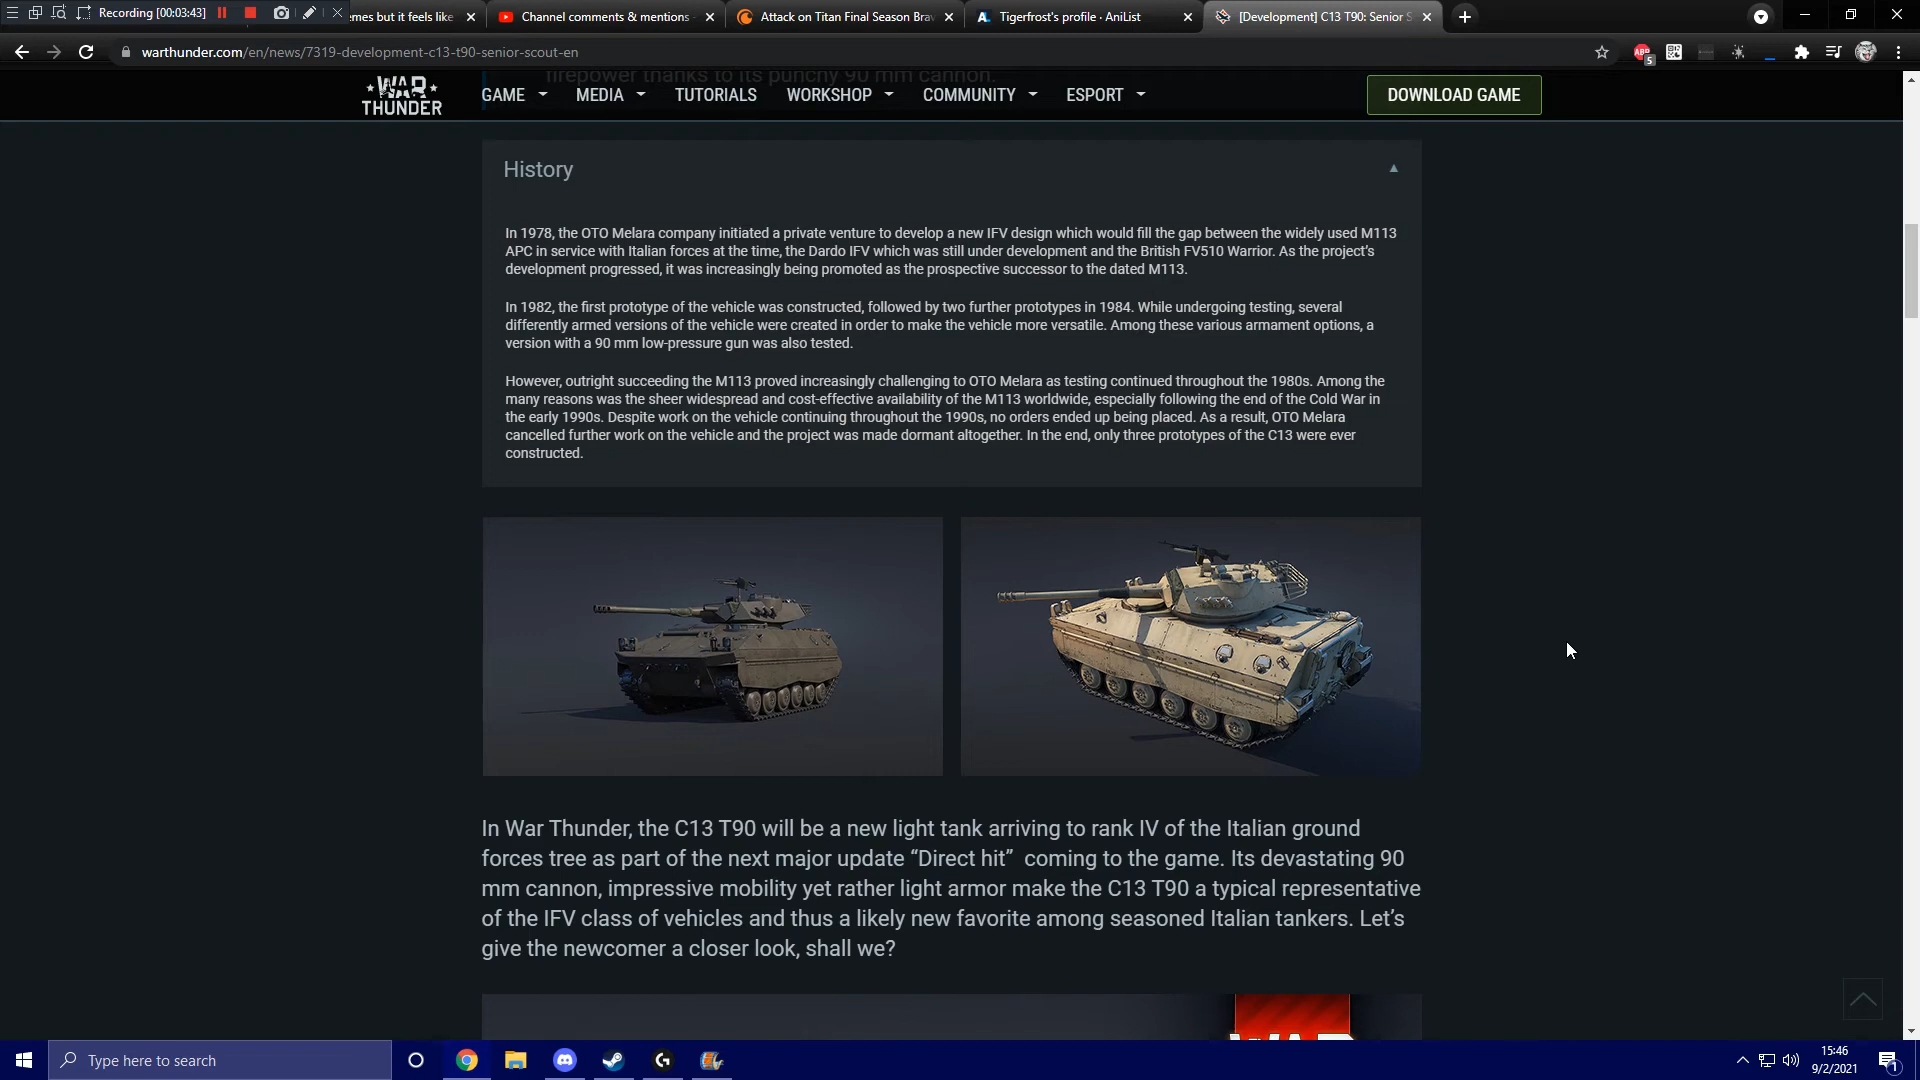 Recording [00:03:43]
emes but it feels like
Channel comments & mentions -
Attack on Titan Final Season Brav
Tigerfrost's profile · AniList
[Development] C13 T90: Senior S
warthunder.com/en/news/7319-development-c13-t90-senior-scout-en
ABP
5
firepower thanks to its punchy 90 mm cannon.
WAR THUNDER
GAME
MEDIA
TUTORIALS
WORKSHOP
COMMUNITY
ESPORT
DOWNLOAD GAME
History
In 1978, the OTO Melara company initiated a private venture to develop a new IFV design which would fill the gap between the widely used M113
APC in service with Italian forces at the time, the Dardo IFV which was still under development and the British FV510 Warrior. As the project's
development progressed, it was increasingly being promoted as the prospective successor to the dated M113.
In 1982, the first prototype of the vehicle was constructed, followed by two further prototypes in 1984. While undergoing testing, several
differently armed versions of the vehicle were created in order to make the vehicle more versatile. Among these various armament options, a
version with a 90 mm low-pressure gun was also tested.
However, outright succeeding the M113 proved increasingly challenging to OTO Melara as testing continued throughout the 1980s. Among the
many reasons was the sheer widespread and cost-effective availability of the M113 worldwide, especially following the end of the Cold War in
the early 1990s. Despite work on the vehicle continuing throughout the 1990s, no orders ended up being placed. As a result, OTO Melara
cancelled further work on the vehicle and the project was made dormant altogether. In the end, only three prototypes of the C13 were ever
constructed.
In War Thunder, the C13 T90 will be a new light tank arriving to rank IV of the Italian ground
forces tree as part of the next major update “Direct hit” coming to the game. Its devastating 90
mm cannon, impressive mobility yet rather light armor make the C13 T90 a typical representative
of the IFV class of vehicles and thus a likely new favorite among seasoned Italian tankers. Let's
give the newcomer a closer look, shall we?
WAR
Type here to search
15:46
9/2/2021
1